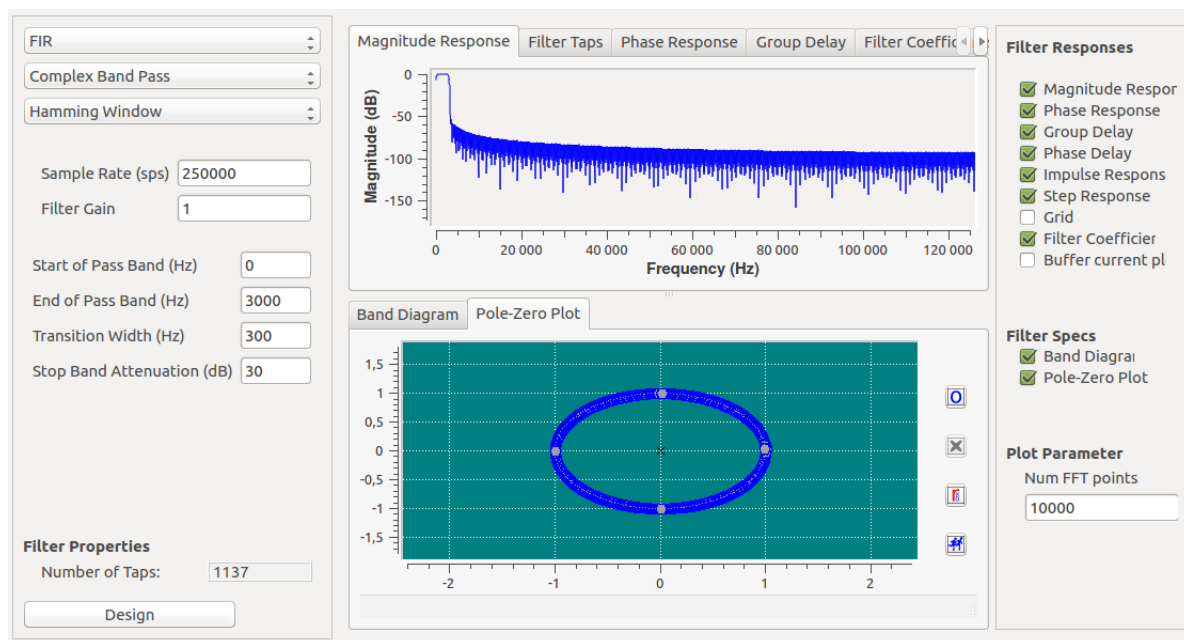 FIR
Complex Band Pass
Hamming Window
Sample Rate (sps) 250000
Filter Gain 1
Start of Pass Band (Hz) 0
End of Pass Band (Hz) 3000
Transition Width (Hz) 300
Stop Band Attenuation (dB) 30
Filter Properties
Number of Taps: 1137
Design
Magnitude Response Filter Taps Phase Response Group Delay Filter Coeffic
0
-50
-100
-150
Magnitude (dB)
0 20 000 40 000 60 000 80 000 100 000 120 000
Frequency (Hz)
Band Diagram Pole-Zero Plot
1,5
1
0,5
0
-0,5
-1
-1,5
-2 -1 0 1 2
Filter Responses
Magnitude Respor
Phase Response
Group Delay
Phase Delay
Impulse Respons
Step Response
Grid
Filter Coefficier
Buffer current pl
Filter Specs
Band Diagrar
Pole-Zero Plot
Plot Parameter
Num FFT points
10000